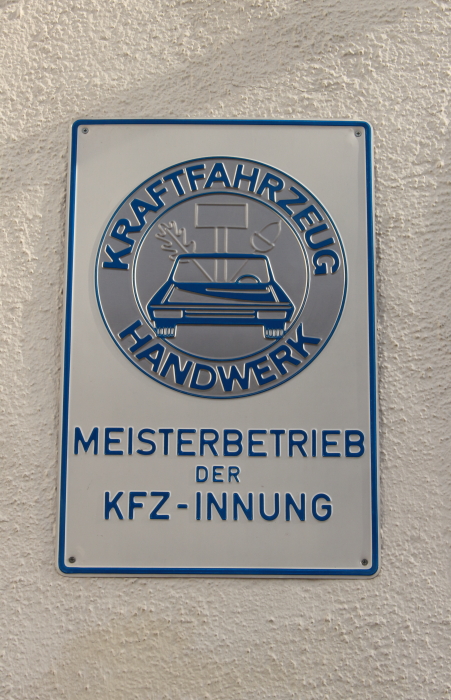 KRAFTFAHRZEUG
HANDWERK
MEISTERBETRIEB
DER
KFZ-INNUNG